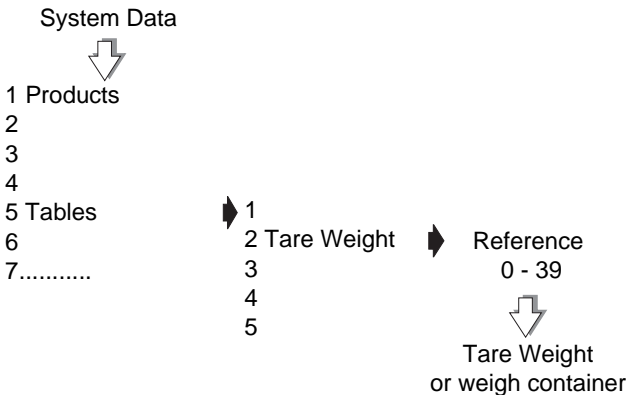 System Data
1 Products
2
3
4
5 Tables
6
7...........
1
2 Tare Weight
3
4
5
Reference
0 - 39
Tare Weight
or weigh container